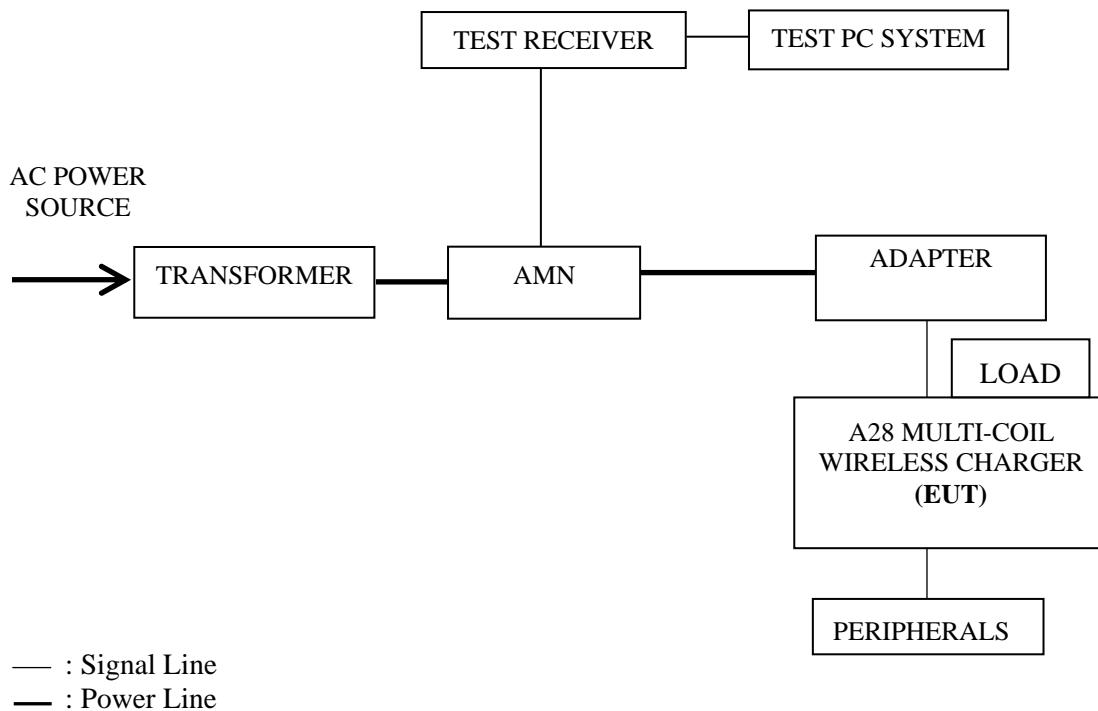 TEST RECEIVER
TEST PC SYSTEM
AC POWER
SOURCE
TRANSFORMER
AMN
ADAPTER
LOAD
A28 MULTI-COIL
WIRELESS CHARGER
(EUT)
PERIPHERALS
: Signal Line
: Power Line